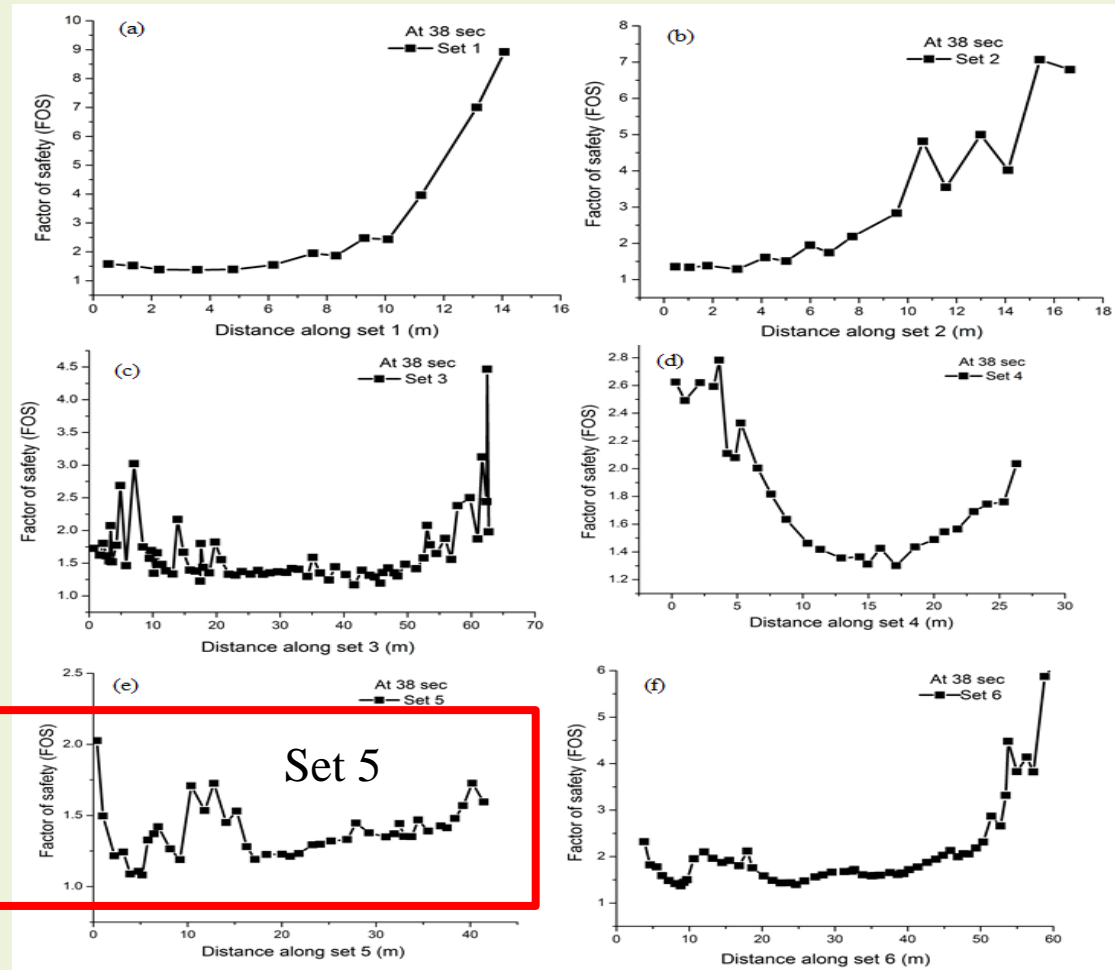 (a)
At 38 sec
Set 1
Factor of safety (FOS)
10
9
8
7
6
5
4
3
2
1
0 2 4 6 8 10 12 14 16
Distance along set 1 (m)
(b)
At 38 sec
Set 2
Factor of safety (FOS)
8
7
6
5
4
3
2
1
0 2 4 6 8 10 12 14 16 18
Distance along set 2 (m)
(c)
At 38 sec
Set 3
Factor of safety (FOS)
4.5
4.0
3.5
3.0
2.5
2.0
1.5
1.0
0 10 20 30 40 50 60 70
Distance along set 3 (m)
(d)
At 38 sec
Set 4
Factor of safety (FOS)
2.8
2.6
2.4
2.2
2.0
1.8
1.6
1.4
1.2
0 5 10 15 20 25 30
Distance along set 4 (m)
(e)
At 38 sec
Set 5
Set 5
Factor of safety (FOS)
2.5
2.0
1.5
1.0
0 10 20 30 40
Distance along set 5 (m)
(f)
At 38 sec
Set 6
Factor of safety (FOS)
6
5
4
3
2
1
0 10 20 30 40 50 60
Distance along set 6 (m)